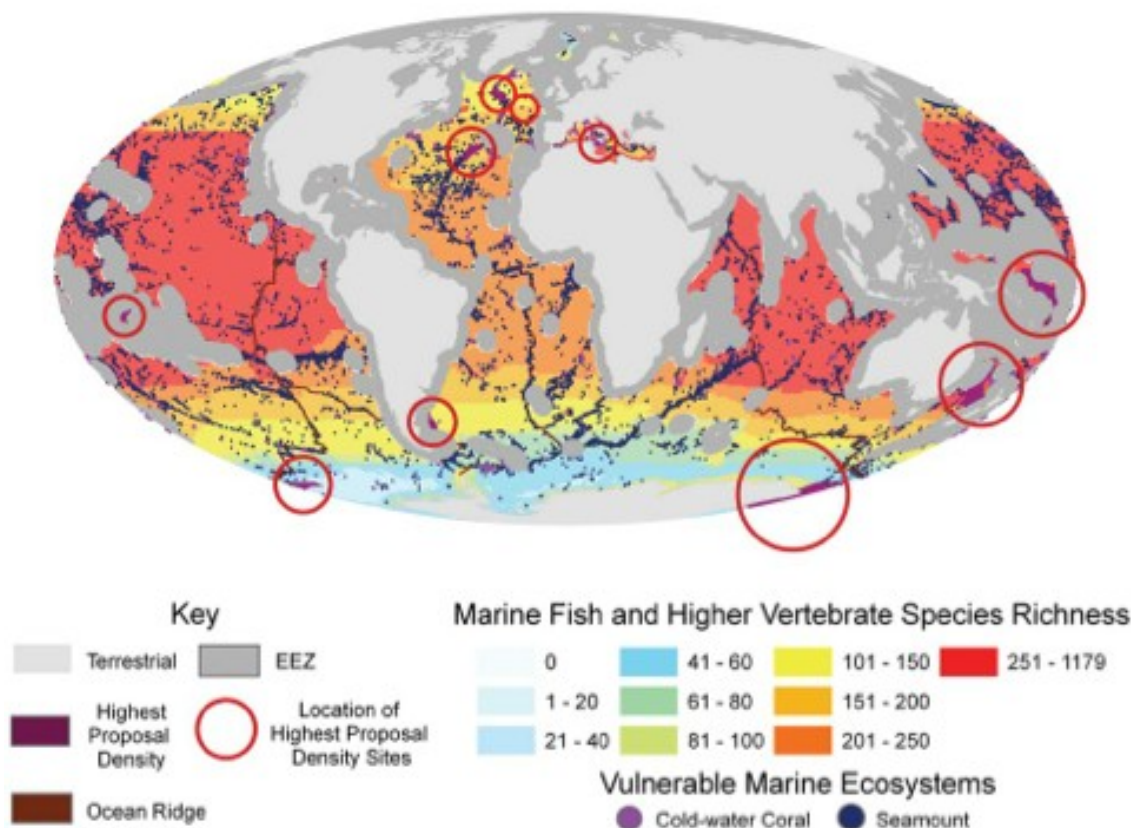 Key
Terrestrial
EEZ
Highest
Proposal
Density
Location of
Highest Proposal
Density Sites
Ocean Ridge
Marine Fish and Higher Vertebrate Species Richness
0
1 - 20
21 - 40
41 - 60
61 - 80
81 - 100
101 - 150
151 - 200
201 - 250
251 - 1179
Vulnerable Marine Ecosystems
Cold-water Coral
Seamount